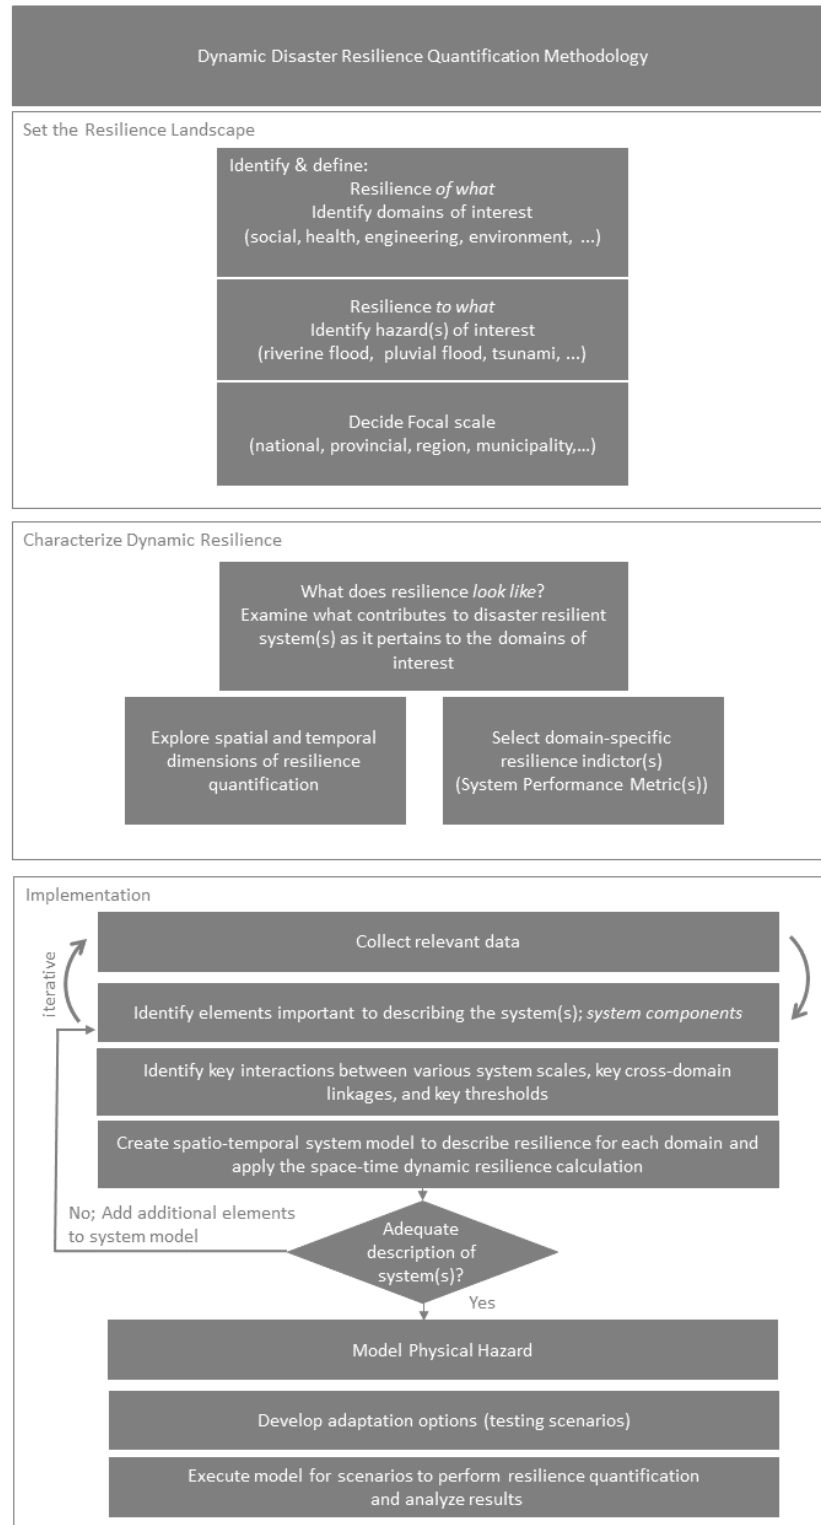 Dynamic Disaster Resilience Quantification Methodology
Set the Resilience Landscape
Identify & define:
Resilience of what
Identify domains of interest
(social, health, engineering, environment, ...)
Resilience to what
Identify hazard(s) of interest
(riverine flood, pluvial flood, tsunami, ...)
Decide Focal scale
(national, provincial, region, municipality,...)
Characterize Dynamic Resilience
What does resilience look like?
Examine what contributes to disaster resilient
system(s) as it pertains to the domains of
interest
Explore spatial and temporal
dimensions of resilience
quantification
Select domain-specific
resilience indictor(s)
(System Performance Metric(s))
Implementation
Collect relevant data
iterative
Identify elements important to describing the system(s); system components
Identify key interactions between various system scales, key cross-domain
linkages, and key thresholds
Create spatio-temporal system model to describe resilience for each domain and
apply the space-time dynamic resilience calculation
No; Add additional elements
to system model
Adequate
description of
system(s)?
Yes
Model Physical Hazard
Develop adaptation options (testing scenarios)
Execute model for scenarios to perform resilience quantification
and analyze results